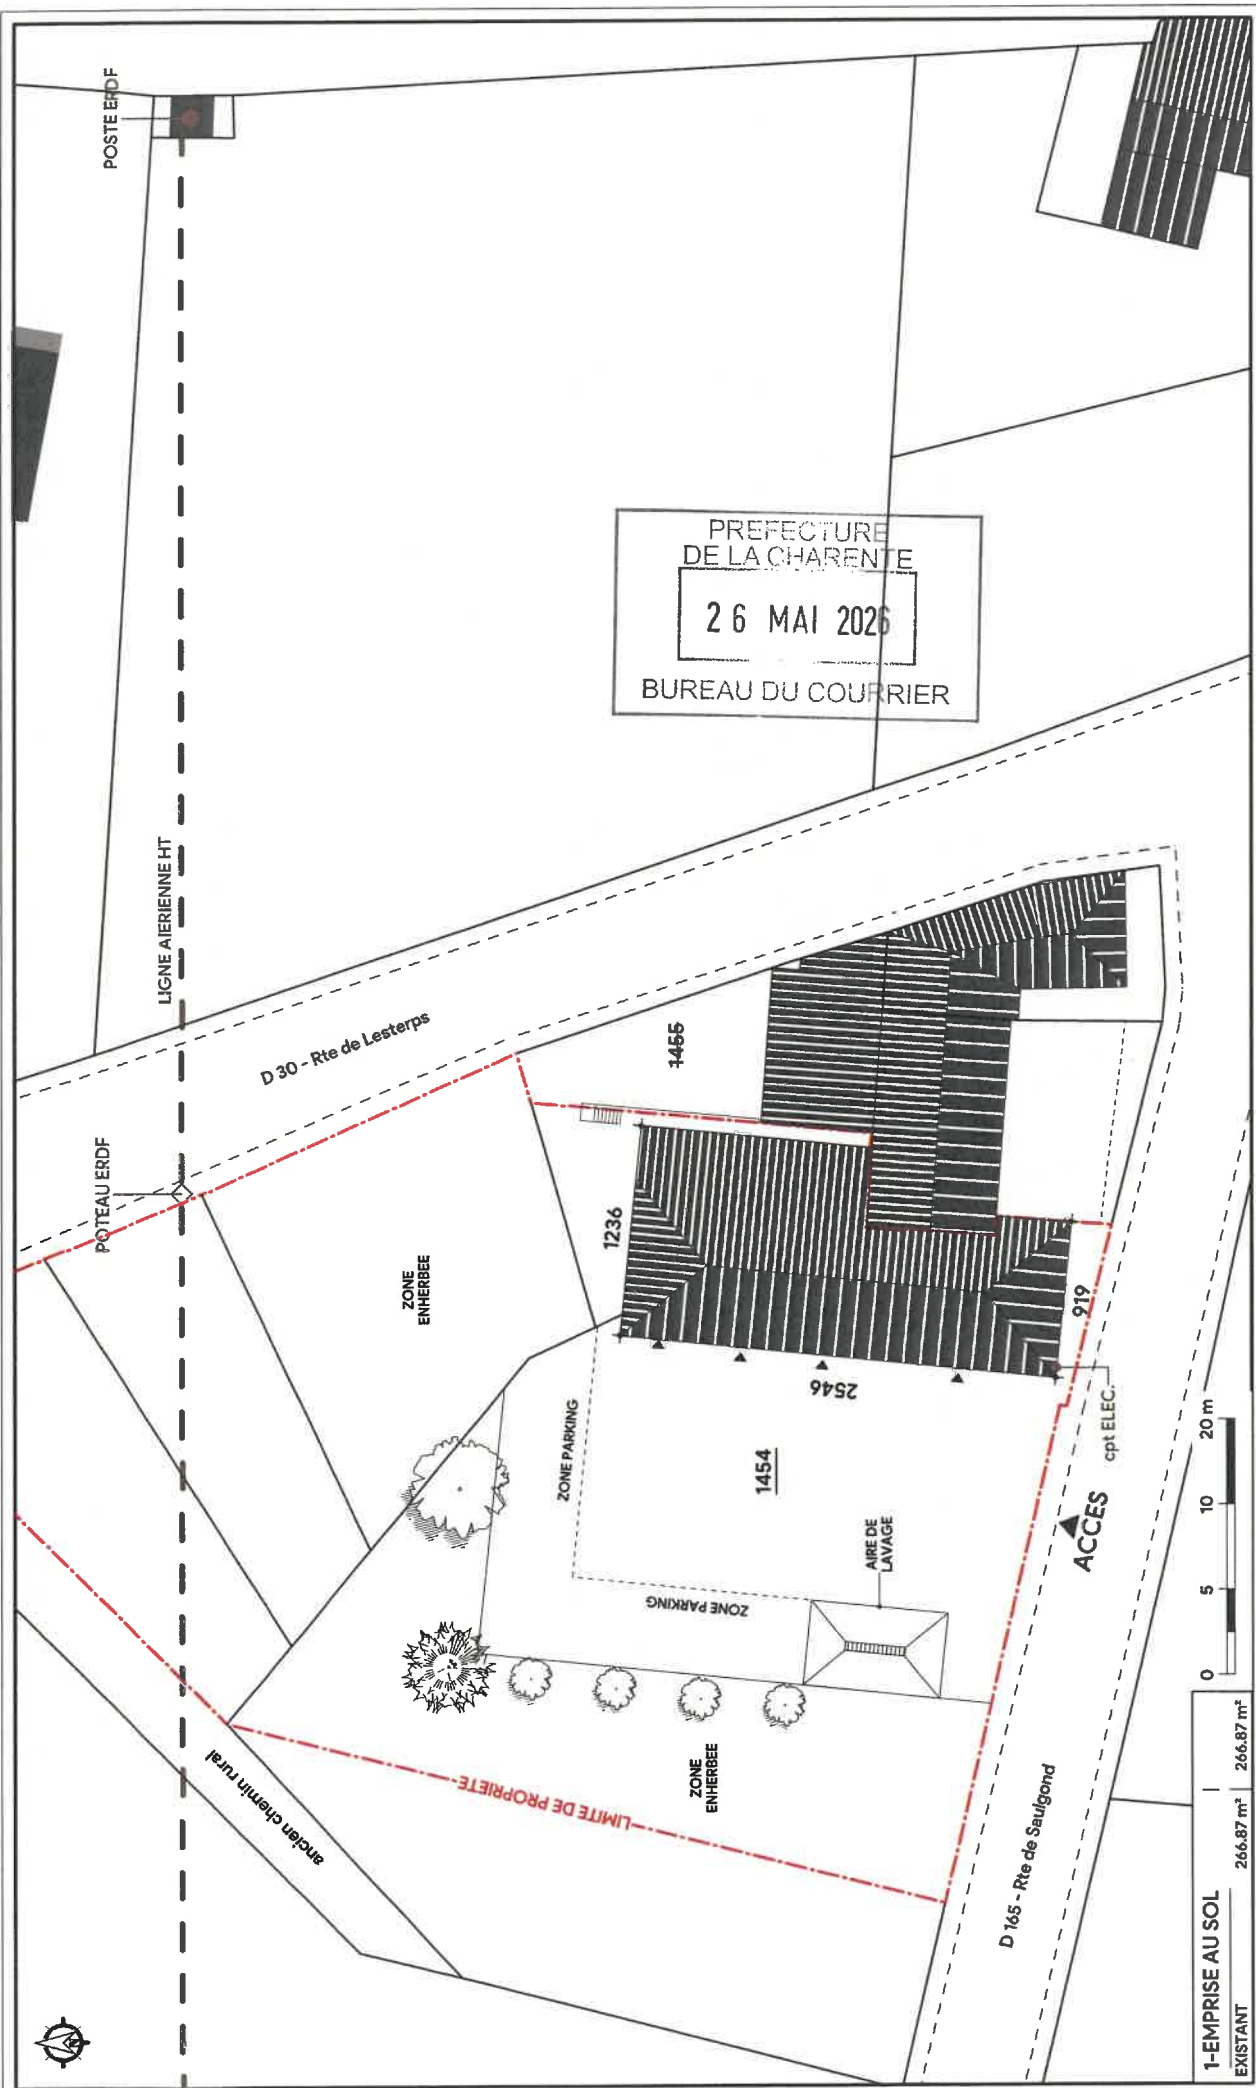 POSTE ERDF
LIGNE AIERIENNE HT
POTEAU ERDF
D 30 - Rte de Lesterps
PREFECTURE
DE LA CHARENTE
26 MAI 2026
BUREAU DU COURRIER
1455
1236
ZONE
ENHERBEE
ZONE PARKING
2546
919
cpt ELEC.
1454
ACCES
AIRE DE
LAVAGE
ZONE PARKING
ZONE
ENHERBEE
LIMITE DE PROPRIETE
ancien chemin rural
D 165 - Rte de Saulgond
0 5 10 20 m
1-EMPRISE AU SOL
EXISTANT 266.87 m² 266.87 m²